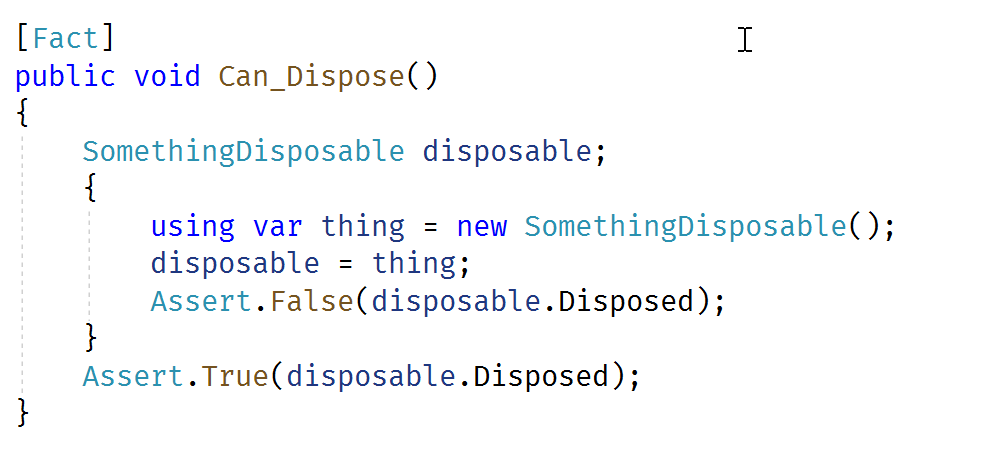 [Fact]
public void Can_Dispose()
{
    SomethingDisposable disposable;
    {
        using var thing = new SomethingDisposable();
        disposable = thing;
        Assert.False(disposable.Disposed);
    }
    Assert.True(disposable.Disposed);
}